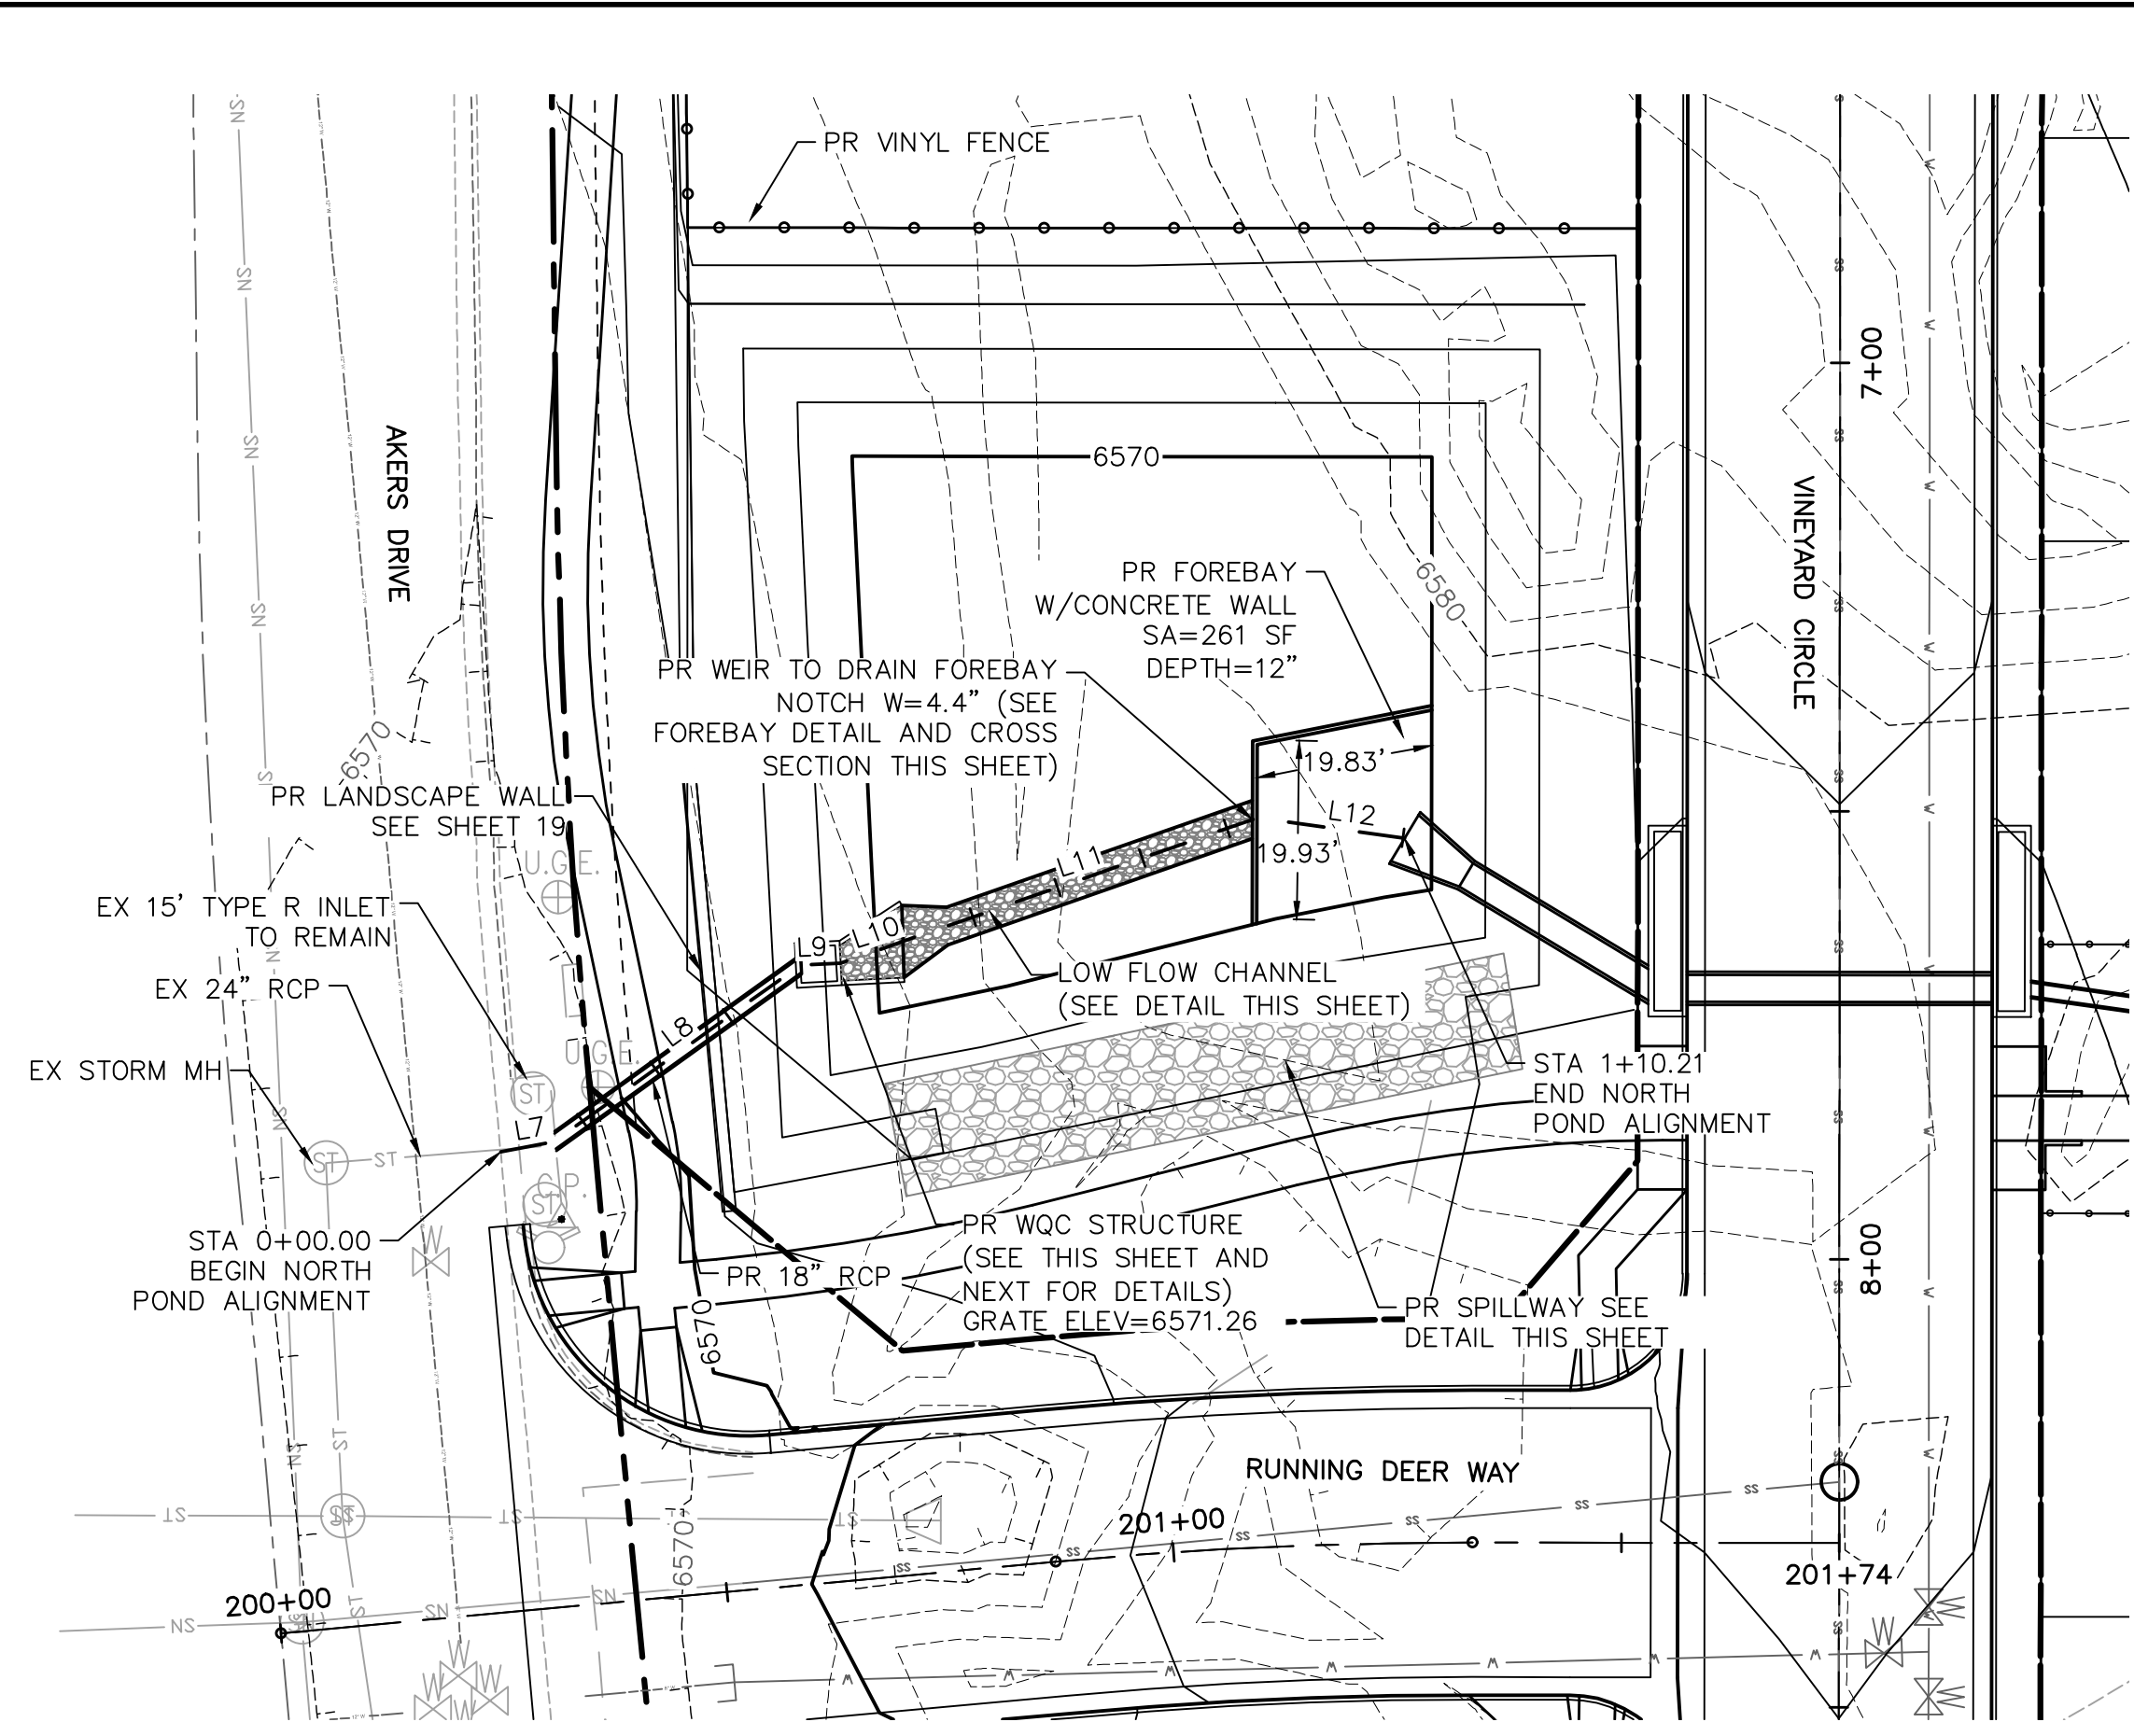 PR VINYL FENCE
7+00
AKERS DRIVE
VINEYARD CIRCLE
6570
PR FOREBAY
W/CONCRETE WALL
SA=261 SF
DEPTH=12"
6580
PR WEIR TO DRAIN FOREBAY
NOTCH W=4.4" (SEE
FOREBAY DETAIL AND CROSS
SECTION THIS SHEET)
6570
19.83'
PR LANDSCAPE WALL
SEE SHEET 19
L12
19.93'
U.G.E.
L11
EX 15' TYPE R INLET
TO REMAIN
L9
L10
EX 24" RCP
LOW FLOW CHANNEL
(SEE DETAIL THIS SHEET)
L8
U.G.E.
EX STORM MH
ST
L7
ST
ST
STA 1+10.21
END NORTH
POND ALIGNMENT
C.P.
ST
STA 0+00.00
BEGIN NORTH
POND ALIGNMENT
PR WQC STRUCTURE
(SEE THIS SHEET AND
NEXT FOR DETAILS)
GRATE ELEV=6571.26
8+00
PR 18" RCP
6570
PR SPILLWAY SEE
DETAIL THIS SHEET
RUNNING DEER WAY
201+00
6570
200+00
201+74